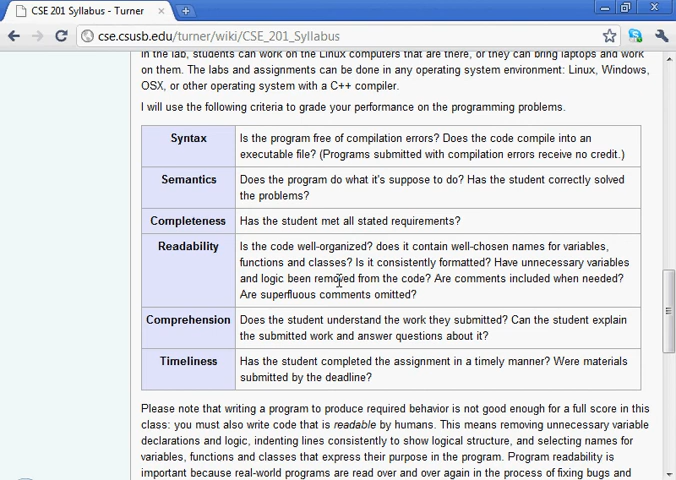 CSE 201 Syllabus - Turner
cse.csusb.edu/turner/wiki/CSE_201_Syllabus
In the lab, students can work on the Linux computers that are there, or they can bring laptops and work
on them. The labs and assignments can be done in any operating system environment: Linux, Windows,
OSX, or other operating system with a C++ compiler.
I will use the following criteria to grade your performance on the programming problems.
Syntax
Is the program free of compilation errors? Does the code compile into an
executable file? (Programs submitted with compilation errors receive no credit.)
Semantics
Does the program do what it's suppose to do? Has the student correctly solved
the problems?
Completeness
Has the student met all stated requirements?
Readability
Is the code well-organized? does it contain well-chosen names for variables,
functions and classes? Is it consistently formatted? Have unnecessary variables
and logic been removed from the code? Are comments included when needed?
Are superfluous comments omitted?
Comprehension
Does the student understand the work they submitted? Can the student explain
the submitted work and answer questions about it?
Timeliness
Has the student completed the assignment in a timely manner? Were materials
submitted by the deadline?
Please note that writing a program to produce required behavior is not good enough for a full score in this
class: you must also write code that is readable by humans. This means removing unnecessary variable
declarations and logic, indenting lines consistently to show logical structure, and selecting names for
variables, functions and classes that express their purpose in the program. Program readability is
important because real-world programs are read over and over again in the process of fixing bugs and